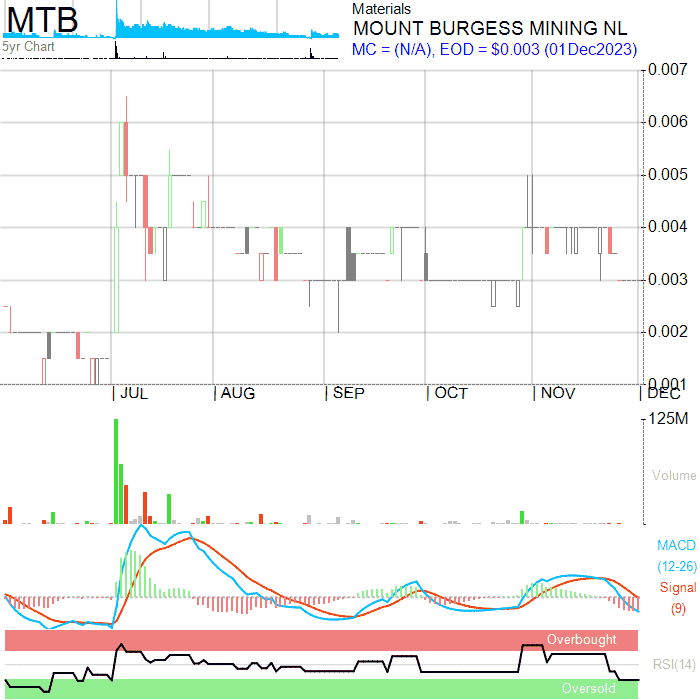 MTB
5yr Chart
Materials
MOUNT BURGESS MINING NL
MC = (N/A), EOD = $0.003 (01Dec2023)
0.007
0.006
0.005
0.004
0.003
0.002
0.001
JUL AUG SEP OCT NOV DEC
125M
Volume
MACD
(12-26)
Signal
(9)
Overbought
RSI(14)
Oversold